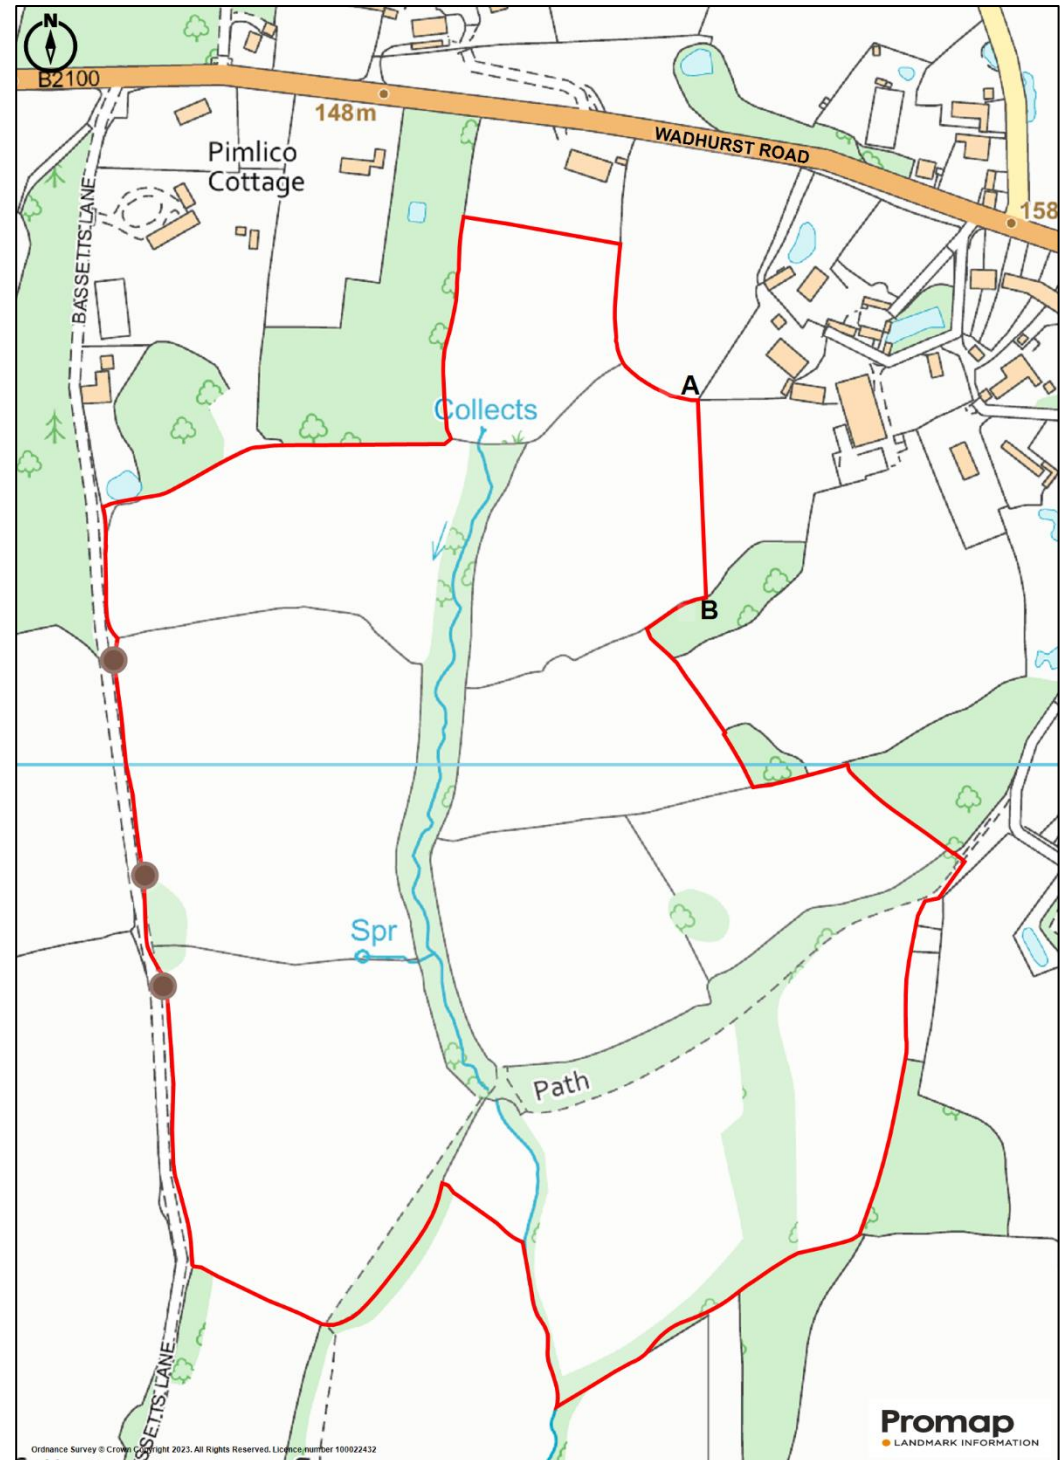 N
B2100
148m
WADHURST ROAD
Pimlico
Cottage
158
BASSETTS LANE
A
Collects
B
Spr
Path
SSETTS LANE
Promap
LANDMARK INFORMATION
Ordnance Survey © Crown Copyright 2023. All Rights Reserved. Licence number 100022432